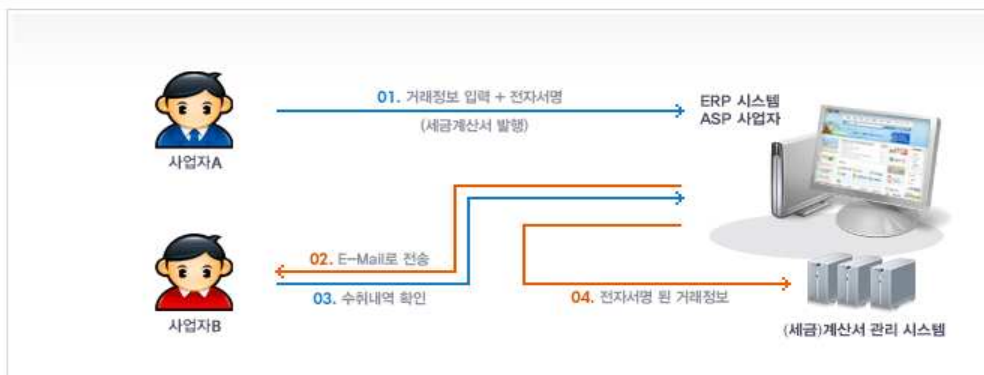 01. 거래정보 입력 + 전자서명
(세금계산서 발행)
ERP 시스템
ASP 사업자
사업자A
02. E-Mail로 전송
03. 수취내역 확인
04. 전자서명 된 거래정보
사업자B
(세금)계산서 관리 시스템